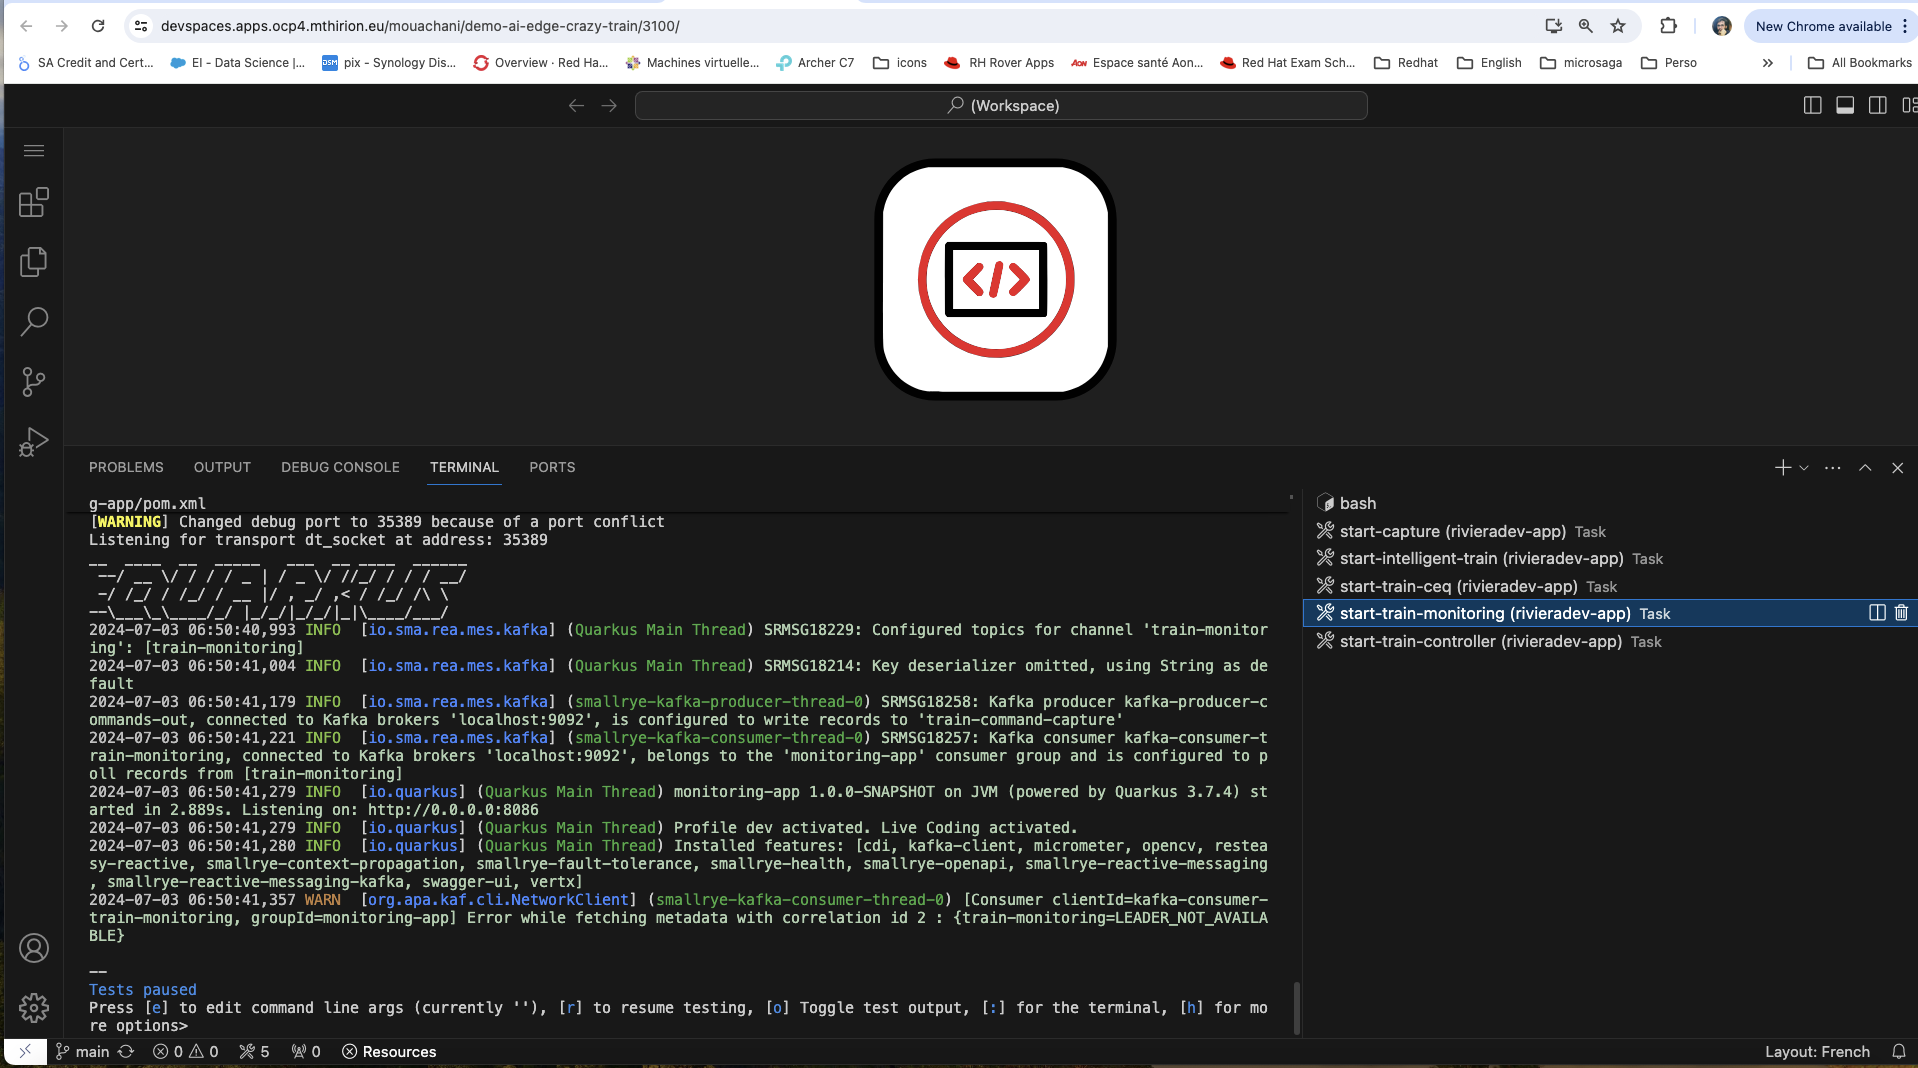 devspaces.apps.ocp4.mthirion.eu/mouachani/demo-ai-edge-crazy-train/3100/
New Chrome available
SA Credit and Cert...
EI - Data Science |...
DSM
pix - Synology Dis...
Overview · Red Ha...
Machines virtuelle...
Archer C7
icons
RH Rover Apps
AON
Espace santé Aon...
Red Hat Exam Sch...
Redhat
English
microsaga
Perso
All Bookmarks
(Workspace)
</>
PROBLEMS OUTPUT DEBUG CONSOLE TERMINAL PORTS
g-app/pom.xml
[WARNING] Changed debug port to 35389 because of a port conflict
Listening for transport dt_socket at address: 35389
__  ____  __  _____   ___  __ ____  ______
 --/ __ \/ / / / _ | / _ \/ //_/ / / / __/
 -/ /_/ / /_/ / __ |/ , _/ ,< / /_/ /\ \
--\___\_\____/_/ |_/_/|_/_/|_|\____/___/
2024-07-03 06:50:40,993 INFO  [io.sma.rea.mes.kafka] (Quarkus Main Thread) SRMSG18229: Configured topics for channel 'train-monitor
ing': [train-monitoring]
2024-07-03 06:50:41,004 INFO  [io.sma.rea.mes.kafka] (Quarkus Main Thread) SRMSG18214: Key deserializer omitted, using String as de
fault
2024-07-03 06:50:41,179 INFO  [io.sma.rea.mes.kafka] (smallrye-kafka-producer-thread-0) SRMSG18258: Kafka producer kafka-producer-c
ommands-out, connected to Kafka brokers 'localhost:9092', is configured to write records to 'train-command-capture'
2024-07-03 06:50:41,221 INFO  [io.sma.rea.mes.kafka] (smallrye-kafka-consumer-thread-0) SRMSG18257: Kafka consumer kafka-consumer-t
rain-monitoring, connected to Kafka brokers 'localhost:9092', belongs to the 'monitoring-app' consumer group and is configured to p
oll records from [train-monitoring]
2024-07-03 06:50:41,279 INFO  [io.quarkus] (Quarkus Main Thread) monitoring-app 1.0.0-SNAPSHOT on JVM (powered by Quarkus 3.7.4) st
arted in 2.889s. Listening on: http://0.0.0.0:8086
2024-07-03 06:50:41,279 INFO  [io.quarkus] (Quarkus Main Thread) Profile dev activated. Live Coding activated.
2024-07-03 06:50:41,280 INFO  [io.quarkus] (Quarkus Main Thread) Installed features: [cdi, kafka-client, micrometer, opencv, restea
sy-reactive, smallrye-context-propagation, smallrye-fault-tolerance, smallrye-health, smallrye-openapi, smallrye-reactive-messaging
, smallrye-reactive-messaging-kafka, swagger-ui, vertx]
2024-07-03 06:50:41,357 WARN  [org.apa.kaf.cli.NetworkClient] (smallrye-kafka-consumer-thread-0) [Consumer clientId=kafka-consumer-
train-monitoring, groupId=monitoring-app] Error while fetching metadata with correlation id 2 : {train-monitoring=LEADER_NOT_AVAILA
BLE}
--
Tests paused
Press [e] to edit command line args (currently ''), [r] to resume testing, [o] Toggle test output, [:] for the terminal, [h] for mo
re options>
bash
start-capture (rivieradev-app) Task
start-intelligent-train (rivieradev-app) Task
start-train-ceq (rivieradev-app) Task
start-train-monitoring (rivieradev-app) Task
start-train-controller (rivieradev-app) Task
main 0 0 5 0 Resources
Layout: French